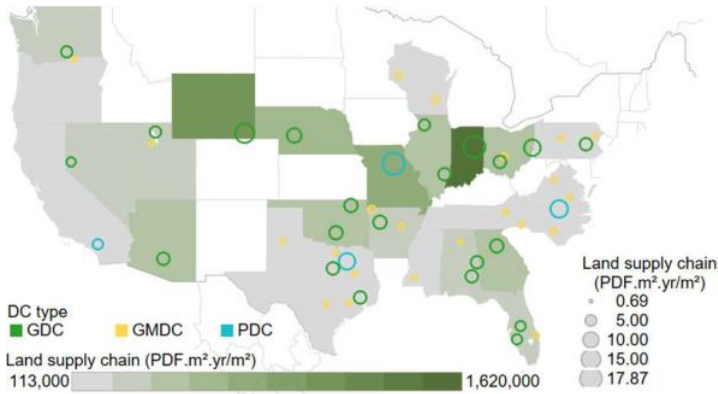 DC type
GDC GMDC PDC
Land supply chain (PDF.m².yr/m²)
113,000 1,620,000
Land supply chain
(PDF.m².yr/m²)
0.69
5.00
10.00
15.00
17.87